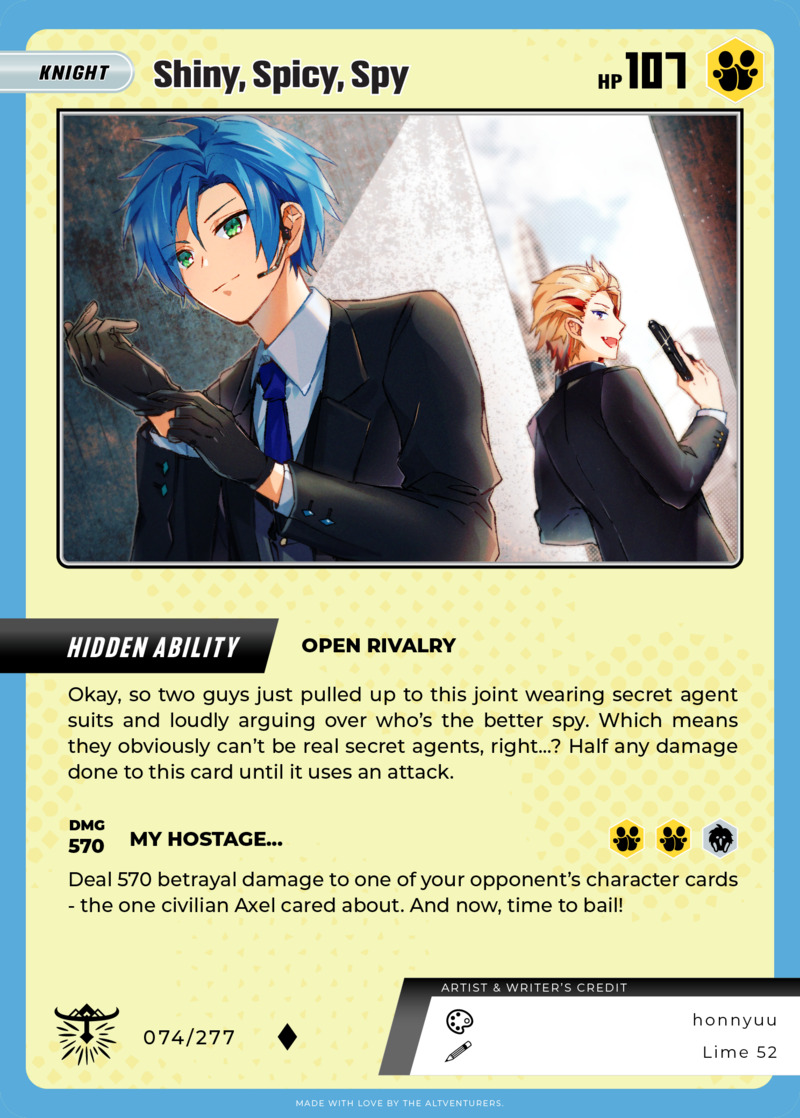 KNIGHT
Shiny, Spicy, Spy
HP 107
HIDDEN ABILITY
OPEN RIVALRY
Okay, so two guys just pulled up to this joint wearing secret agent
suits and loudly arguing over who's the better spy. Which means
they obviously can't be real secret agents, right...? Half any damage
done to this card until it uses an attack.
DMG
570
MY HOSTAGE...
Deal 570 betrayal damage to one of your opponent's character cards
- the one civilian Axel cared about. And now, time to bail!
ARTIST & WRITER'S CREDIT
074/277
honnyuu
Lime 52
MADE WITH LOVE BY THE ALTVENTURERS.